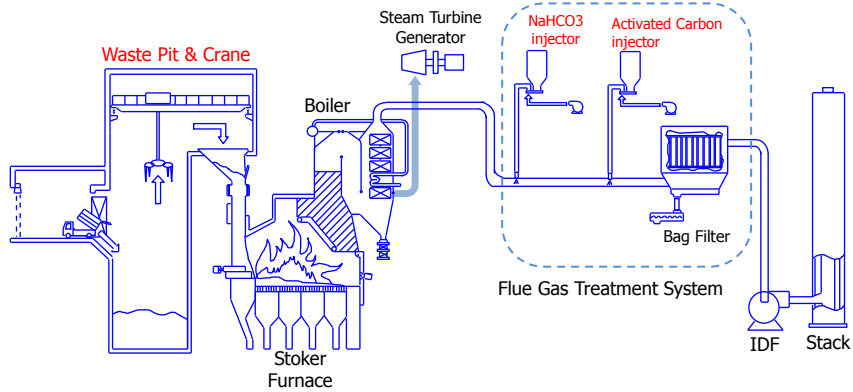 Steam Turbine
Generator
NaHCO3
injector
Activated Carbon
injector
Waste Pit & Crane
Boiler
Bag Filter
Flue Gas Treatment System
IDF
Stack
Stoker
Furnace